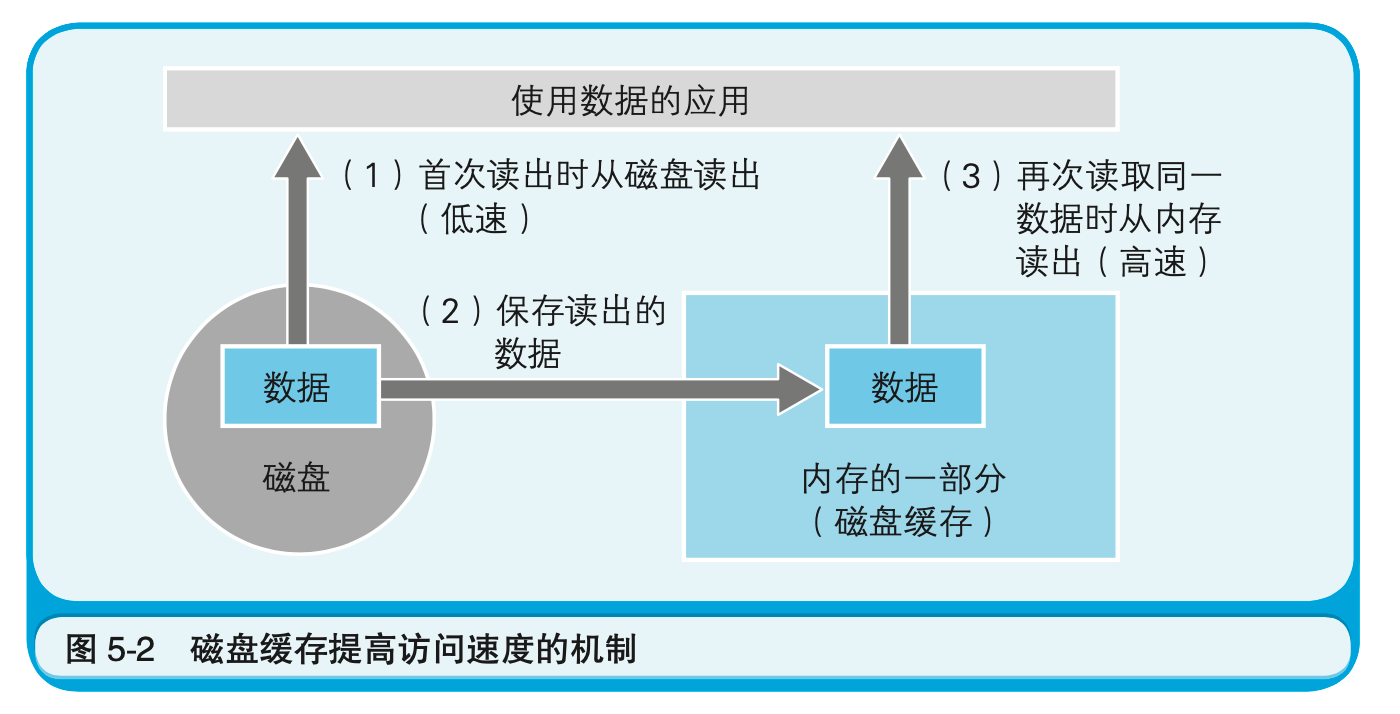 使用数据的应用
（1）首次读出时从磁盘读出
（低速）
（3）再次读取同一
数据时从内存
读出（高速）
（2）保存读出的
数据
数据
数据
磁盘
内存的一部分
（磁盘缓存）
图 5-2 磁盘缓存提高访问速度的机制